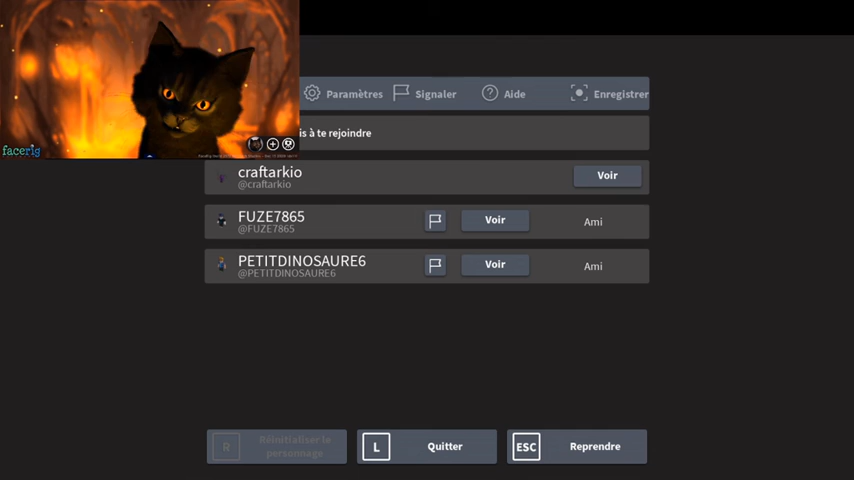 facerig
Paramètres
Signaler
Aide
Enregistrer
is à te rejoindre
craftarkio
@craftarkio
Voir
FUZE7865
@FUZE7865
Voir
Ami
PETITDINOSAURE6
@PETITDINOSAURE6
Voir
Ami
R
Réinitialiser le
personnage
L
Quitter
ESC
Reprendre